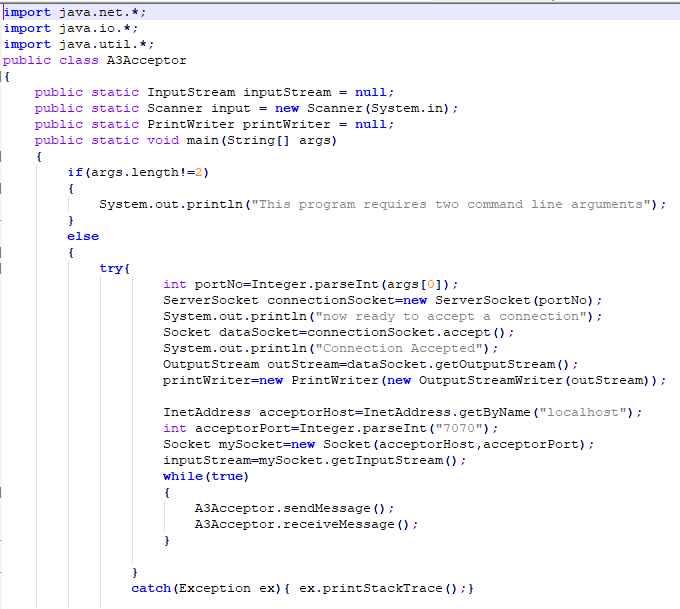 import java.net.*;
import java.io.*;
import java.util.*;
public class A3Acceptor
{
    public static InputStream inputStream = null;
    public static Scanner input = new Scanner(System.in);
    public static PrintWriter printWriter = null;
    public static void main(String[] args)
    {
        if(args.length!=2)
        {
            System.out.println("This program requires two command line arguments");
        }
        else
        {
            try{
                    int portNo=Integer.parseInt(args[0]);
                    ServerSocket connectionSocket=new ServerSocket(portNo);
                    System.out.println("now ready to accept a connection");
                    Socket dataSocket=connectionSocket.accept();
                    System.out.println("Connection Accepted");
                    OutputStream outStream=dataSocket.getOutputStream();
                    printWriter=new PrintWriter(new OutputStreamWriter(outStream));

                    InetAddress acceptorHost=InetAddress.getByName("localhost");
                    int acceptorPort=Integer.parseInt("7070");
                    Socket mySocket=new Socket(acceptorHost,acceptorPort);
                    inputStream=mySocket.getInputStream();
                    while(true)
                    {
                        A3Acceptor.sendMessage();
                        A3Acceptor.receiveMessage();
                    }

                }
                catch(Exception ex){ ex.printStackTrace();}